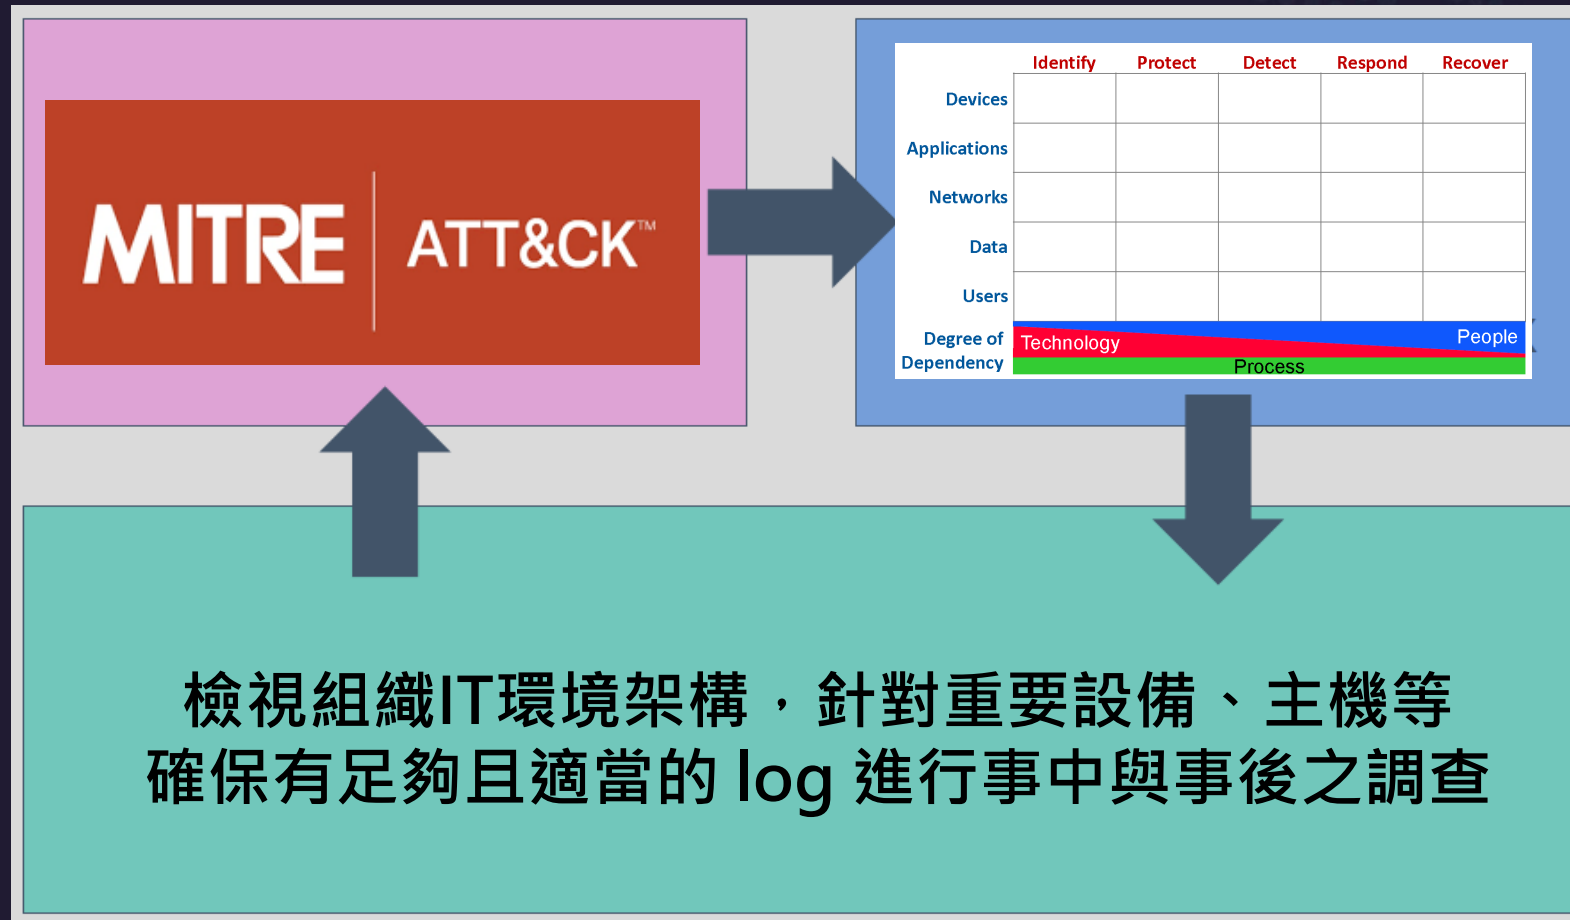 MITRE ATT&CK™
Identify Protect Detect Respond Recover
Devices
Applications
Networks
Data
Users
Degree of
Dependency
Technology
People
Process
檢視組織IT環境架構，針對重要設備、主機等
確保有足夠且適當的 log 進行事中與事後之調查